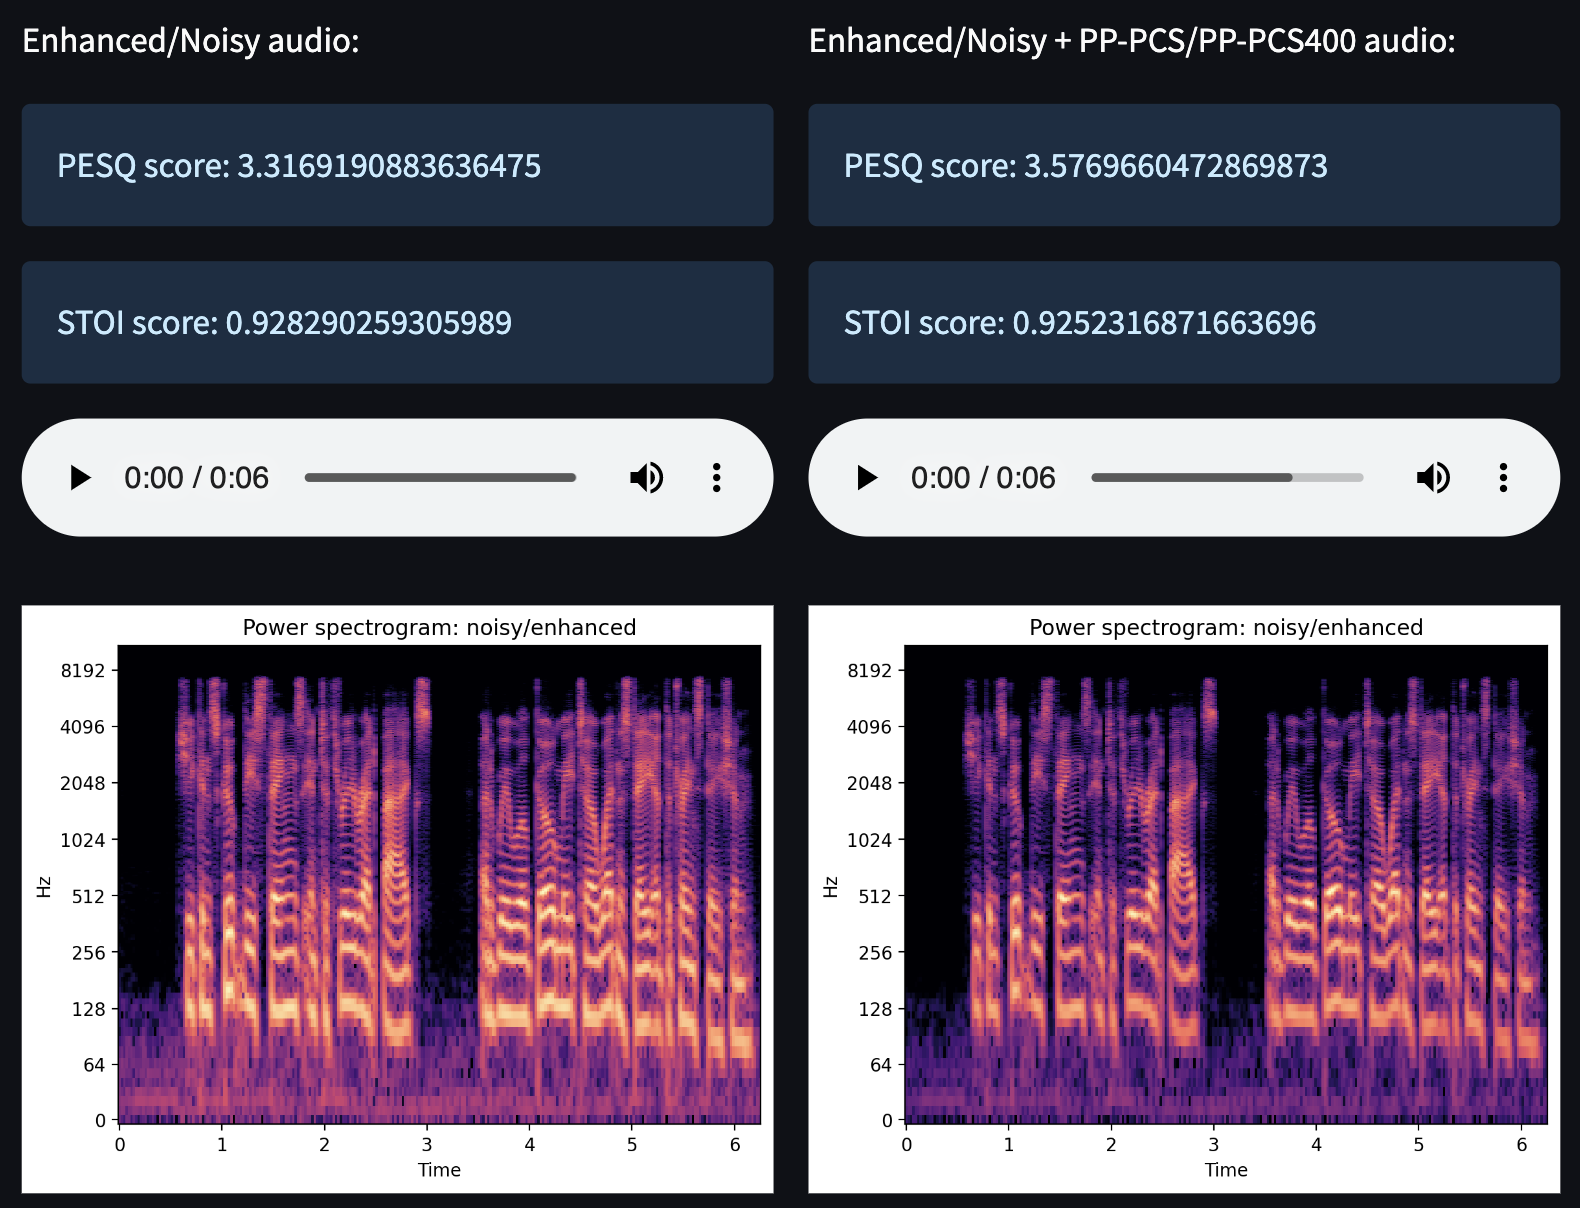 Enhanced/Noisy audio:
PESQ score: 3.3169190883636475
STOI score: 0.928290259305989
0:00 / 0:06
Power spectrogram: noisy/enhanced
8192
4096
2048
1024
512
256
128
64
0
Hz
0 1 2 3 4 5 6
Time
Enhanced/Noisy + PP-PCS/PP-PCS400 audio:
PESQ score: 3.5769660472869873
STOI score: 0.9252316871663696
0:00 / 0:06
Power spectrogram: noisy/enhanced
8192
4096
2048
1024
512
256
128
64
0
Hz
0 1 2 3 4 5 6
Time